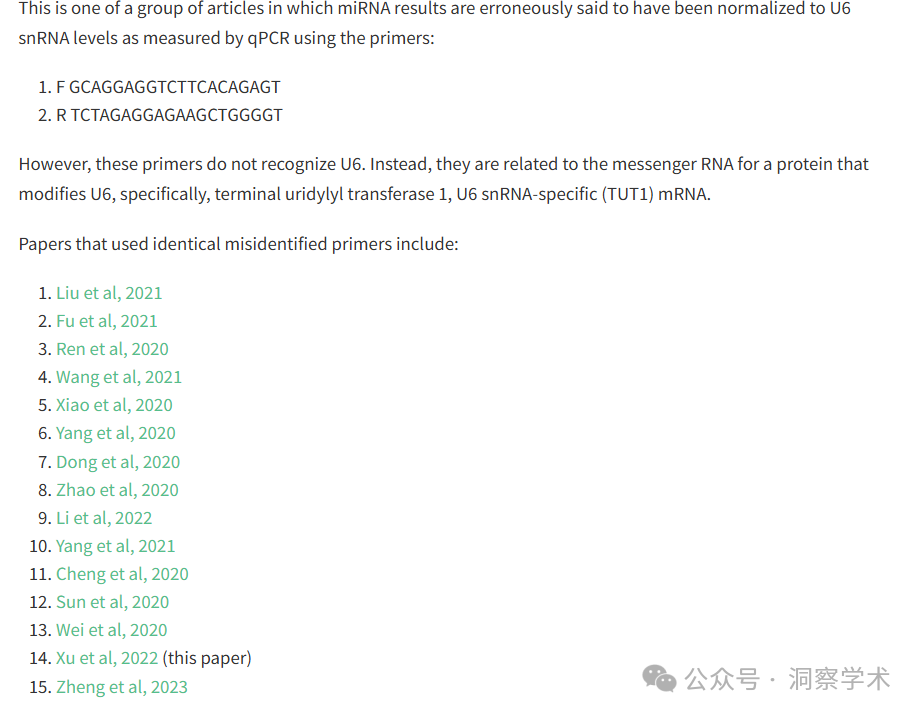 This is one of a group of articles in which miRNA results are erroneously said to have been normalized to U6
snRNA levels as measured by qPCR using the primers:
1. F GCAGGAGGTCTTCACAGAGT
2. R TCTAGAGGAGAAGCTGGGGT
However, these primers do not recognize U6. Instead, they are related to the messenger RNA for a protein that
modifies U6, specifically, terminal uridylyl transferase 1, U6 snRNA-specific (TUT1) mRNA.
Papers that used identical misidentified primers include:
1. Liu et al, 2021
2. Fu et al, 2021
3. Ren et al, 2020
4. Wang et al, 2021
5. Xiao et al, 2020
6. Yang et al, 2020
7. Dong et al, 2020
8. Zhao et al, 2020
9. Li et al, 2022
10. Yang et al, 2021
11. Cheng et al, 2020
12. Sun et al, 2020
13. Wei et al, 2020
14. Xu et al, 2022 (this paper)
15. Zheng et al, 2023
公众号 · 洞察学术